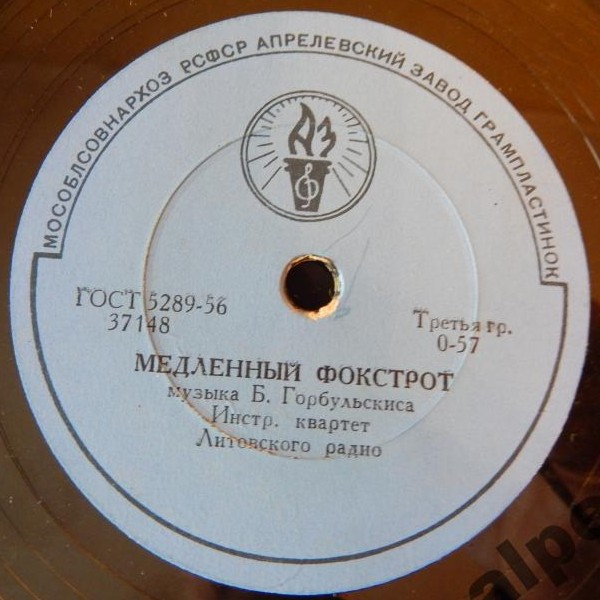 МОСОБЛСОВНАРХОЗ РСФСР АПРЕЛЕВСКИЙ ЗАВОД ГРАМПЛАСТИНОК
АЗ
ГОСТ 5289-56
37148
Третья гр.
0-57
МЕДЛЕННЫЙ ФОКСТРОТ
музыка Б. Горбульскиса
Инстр. квартет
Литовского радио
alpe